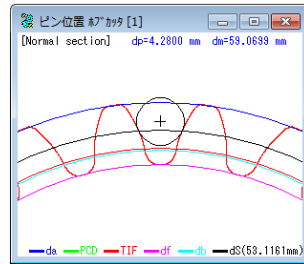 ピン位置 ﾎﾌﾞｶｯﾀ [1]
[Normal section] dp=4.2800 mm dm=59.0699 mm
da PCD TIF df db dS(53.1161mm)